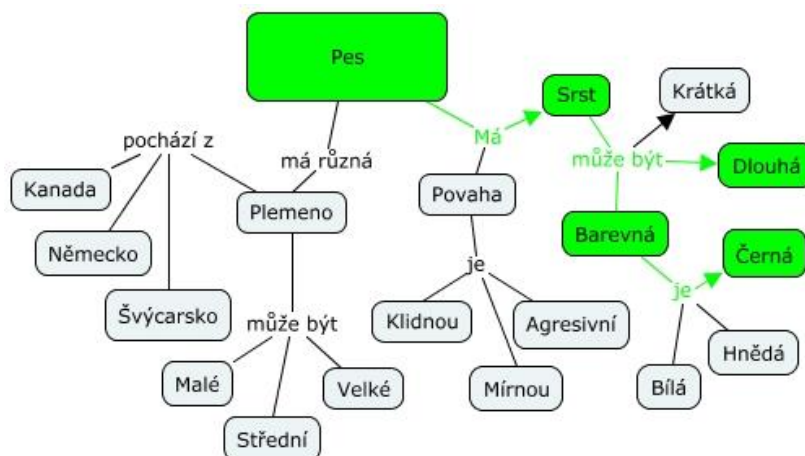 Pes
Srst
Krátká
pochází z
má různá
Má
může být
Dlouhá
Kanada
Plemeno
Povaha
Barevná
Německo
je
Černá
je
Švýcarsko
může být
Klidnou
Agresivní
Hnědá
Malé
Velké
Mírnou
Bílá
Střední